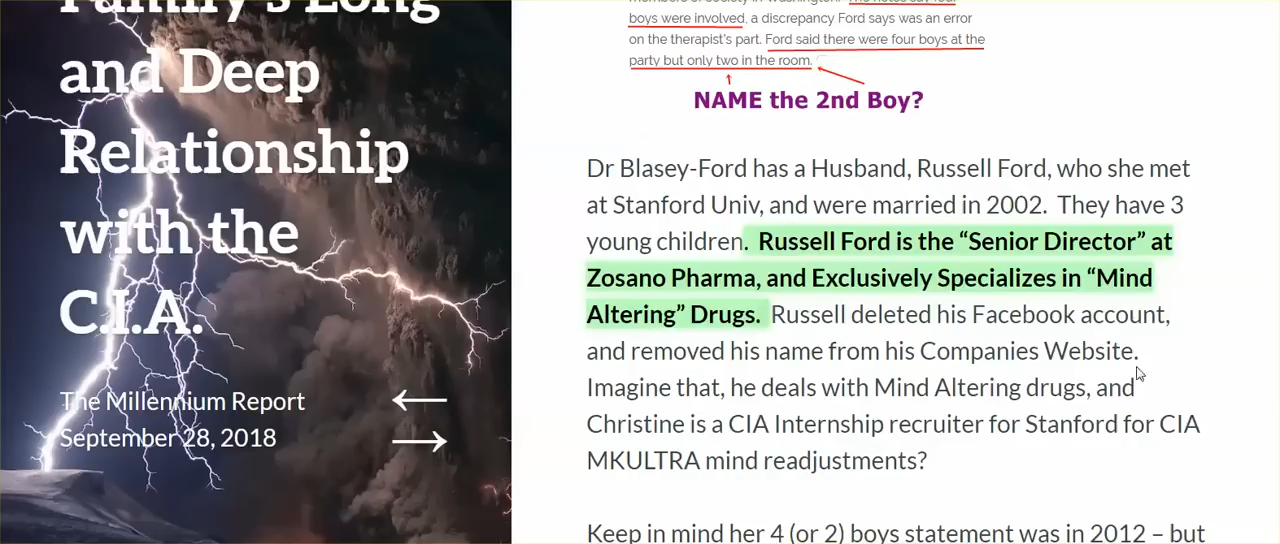 Family's Long
and Deep
Relationship
with the
C.I.A.
The Millennium Report
September 28, 2018
boys were involved, a discrepancy Ford says was an error
on the therapist's part. Ford said there were four boys at the
party but only two in the room.
NAME the 2nd Boy?
Dr Blasey-Ford has a Husband, Russell Ford, who she met
at Stanford Univ, and were married in 2002.  They have 3
young children.  Russell Ford is the “Senior Director” at
Zosano Pharma, and Exclusively Specializes in “Mind
Altering” Drugs.  Russell deleted his Facebook account,
and removed his name from his Companies Website.
Imagine that, he deals with Mind Altering drugs, and
Christine is a CIA Internship recruiter for Stanford for CIA
MKULTRA mind readjustments?
Keep in mind her 4 (or 2) boys statement was in 2012 – but